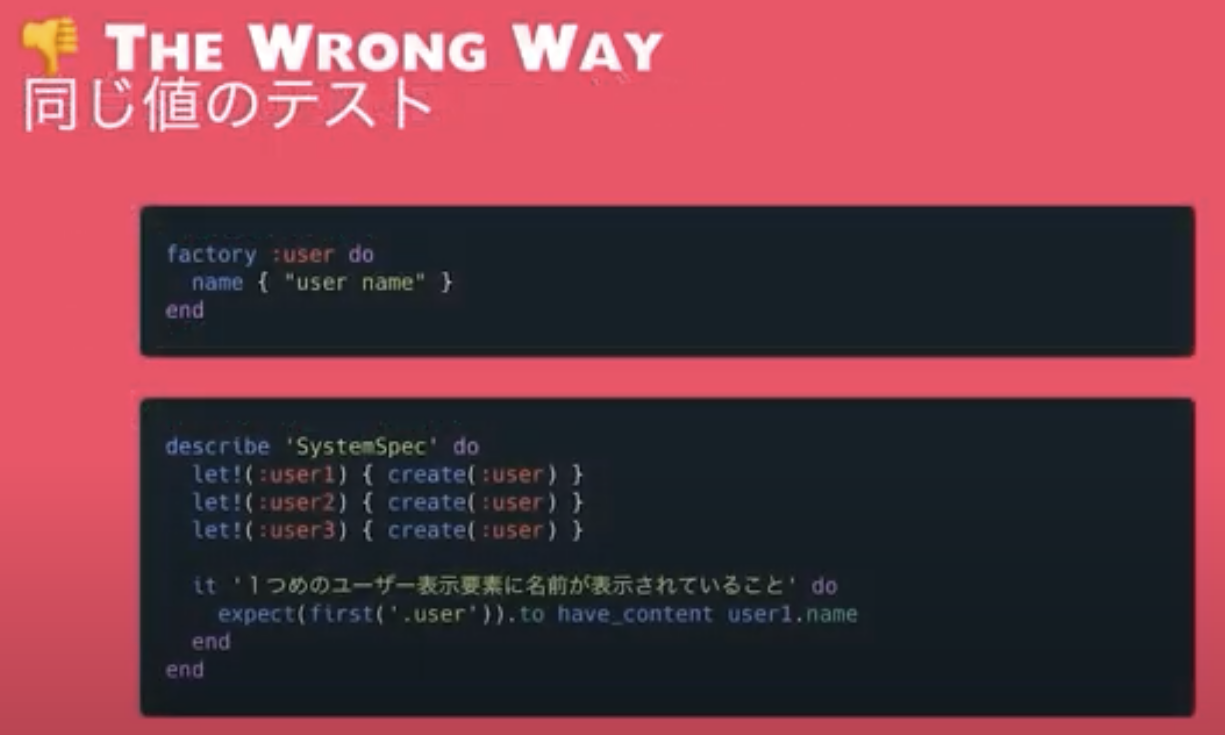 👎 THE WRONG WAY
同じ値のテスト
factory :user do
  name { "user name" }
end
describe 'SystemSpec' do
  let!(:user1) { create(:user) }
  let!(:user2) { create(:user) }
  let!(:user3) { create(:user) }
  it '１つめのユーザー表示要素に名前が表示されていること' do
    expect(first('.user')).to have_content user1.name
  end
end